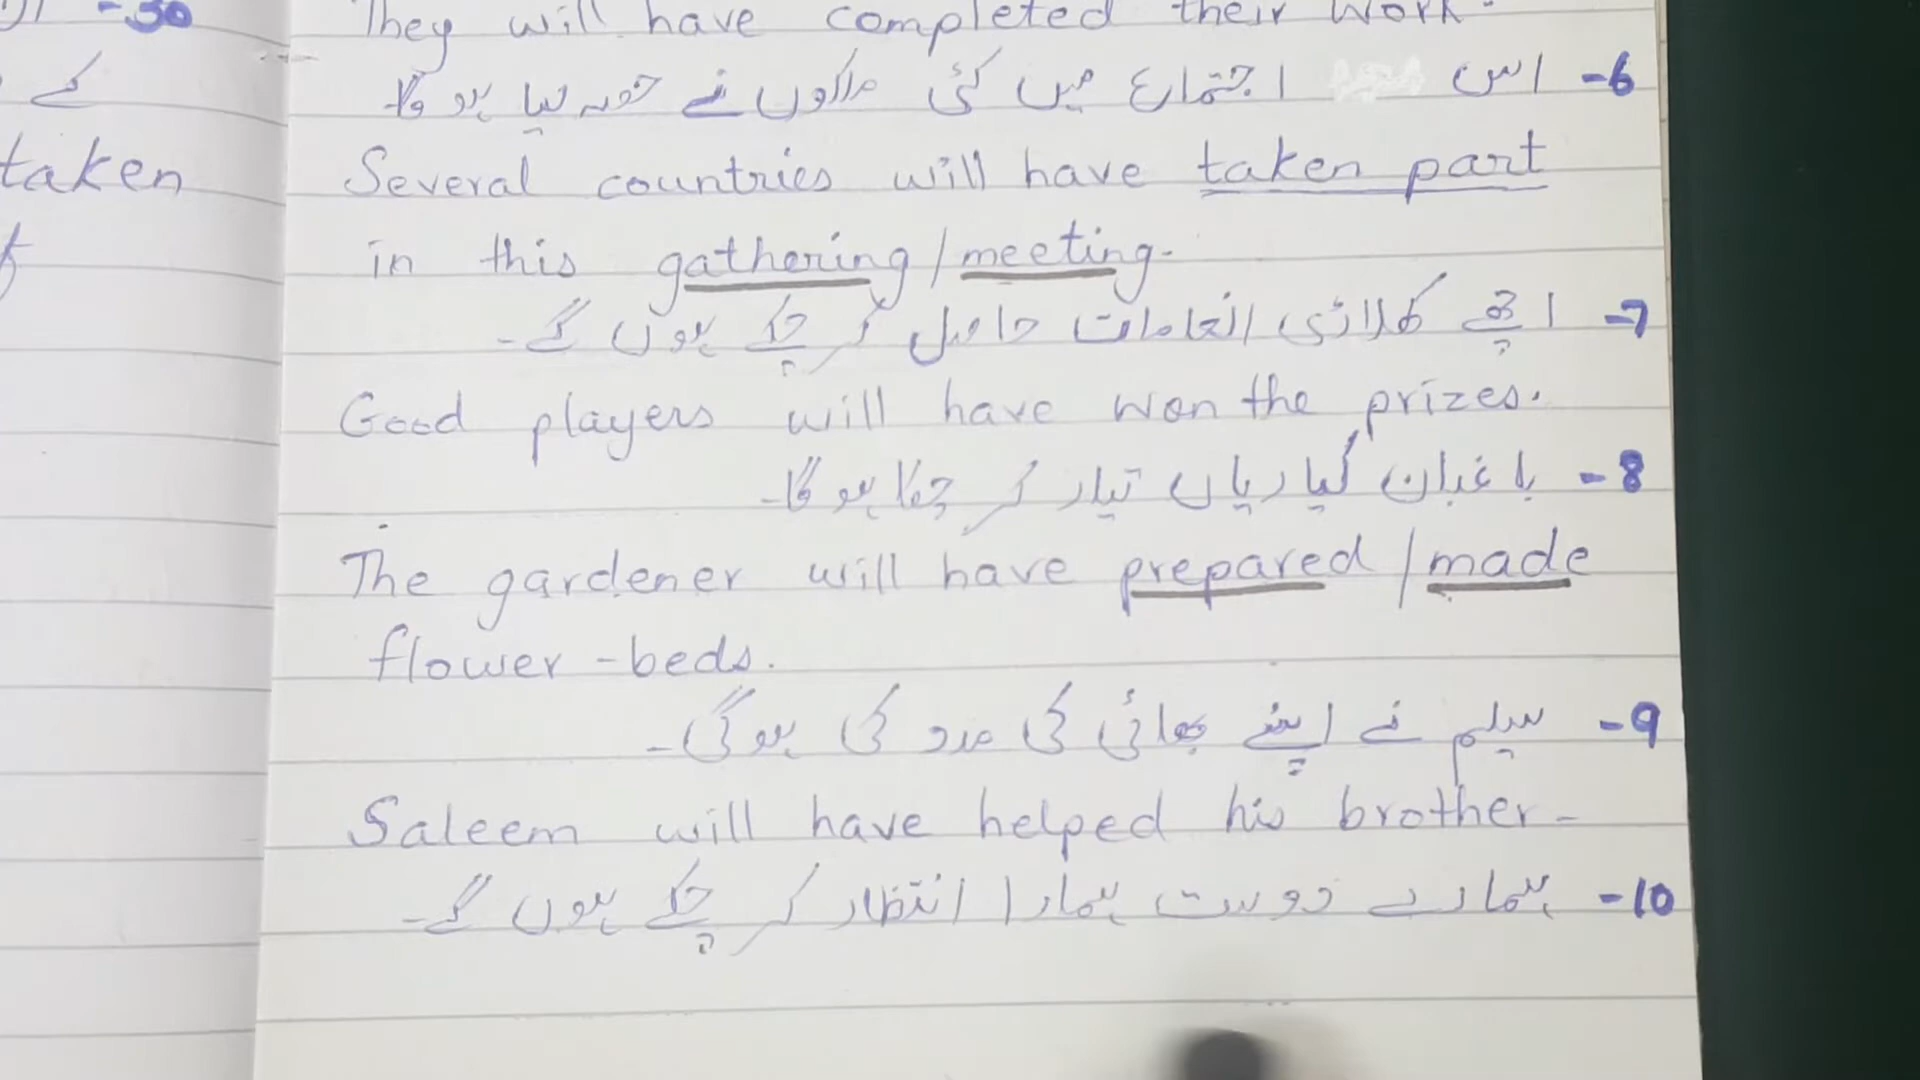 -50
کے
taken
They will have completed their work.
6- اس اجتماع میں کئی ملکوں نے حصہ لیا ہو گا۔
Several countries will have taken part
in this gathering/meeting.
7- اچھے کھلاڑی انعامات حاصل کر چکے ہوں گے۔
Good players will have won the prizes.
8- باغبان کیاریاں تیار کر چکا ہو گا۔
The gardener will have prepared/made
flower-beds.
9- سلیم نے اپنے بھائی کی مدد کی ہو گی۔
Saleem will have helped his brother-
10- ہمارے دوست ہمارا انتظار کر چکے ہوں گے۔